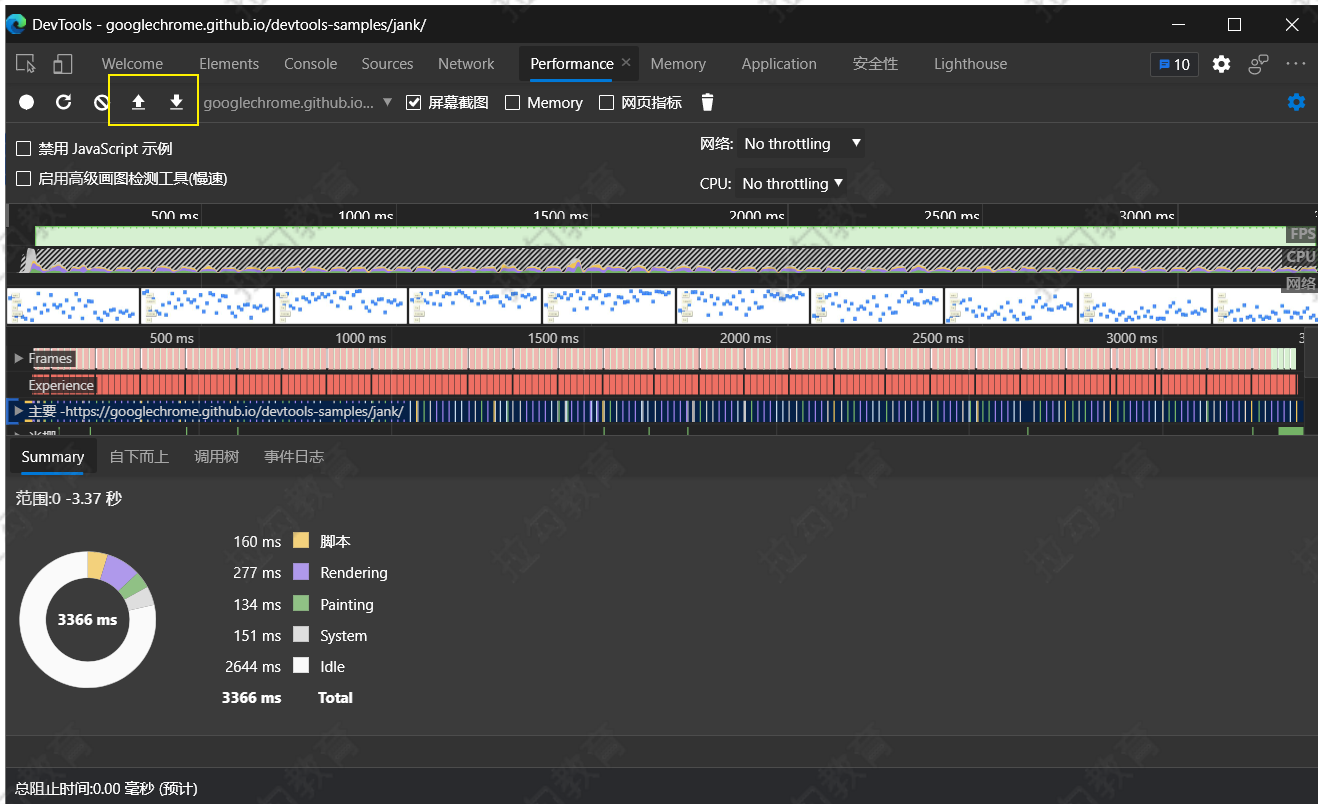 DevTools - googlechrome.github.io/devtools-samples/jank/
Welcome Elements Console Sources Network Performance Memory Application 安全性 Lighthouse 10
googlechrome.github.io... 屏幕截图 Memory 网页指标
禁用 JavaScript 示例
网络: No throttling
启用高级画图检测工具(慢速)
CPU: No throttling
500 ms 1000 ms 1500 ms 2000 ms 2500 ms 3000 ms
FPS
CPU
网络
500 ms 1000 ms 1500 ms 2000 ms 2500 ms 3000 ms
Frames
Experience
主要 -https://googlechrome.github.io/devtools-samples/jank/
Summary 自下而上 调用树 事件日志
范围:0 -3.37 秒
160 ms 脚本
277 ms Rendering
3366 ms
134 ms Painting
151 ms System
2644 ms Idle
3366 ms Total
总阻止时间:0.00 毫秒 (预计)
拉勾教育